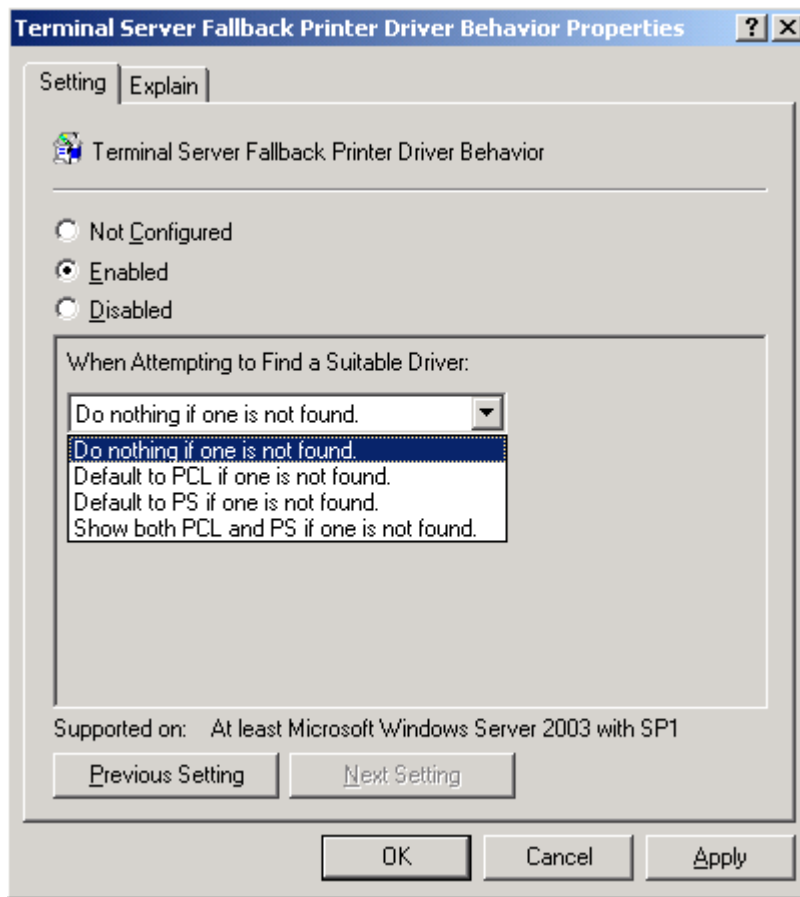 Terminal Server Fallback Printer Driver Behavior Properties
Setting Explain
Terminal Server Fallback Printer Driver Behavior
Not Configured
Enabled
Disabled
When Attempting to Find a Suitable Driver:
Do nothing if one is not found.
Do nothing if one is not found.
Default to PCL if one is not found.
Default to PS if one is not found.
Show both PCL and PS if one is not found.
Supported on: At least Microsoft Windows Server 2003 with SP1
Previous Setting Next Setting
OK Cancel Apply